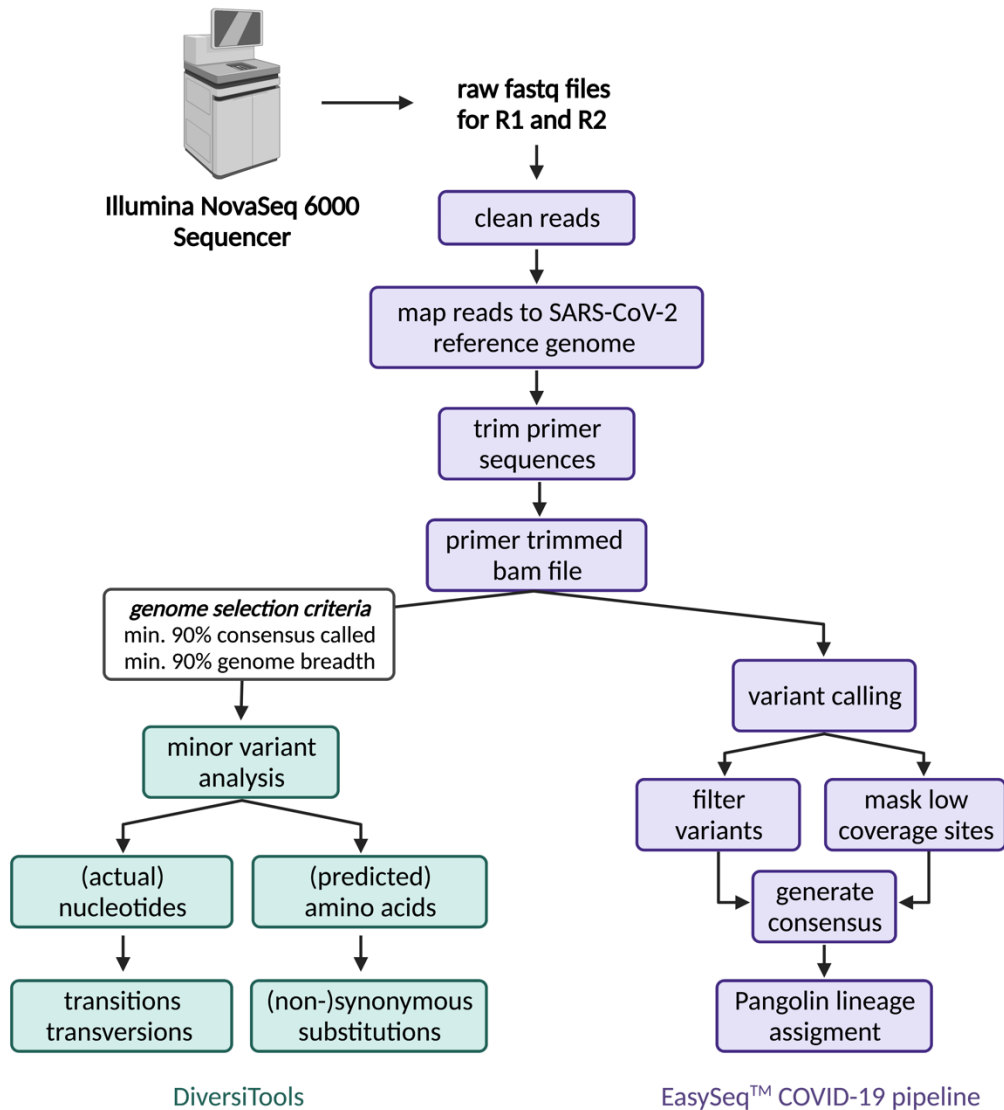 raw fastq files
for R1 and R2
Illumina NovaSeq 6000
Sequencer
clean reads
map reads to SARS-CoV-2
reference genome
trim primer
sequences
primer trimmed
bam file
genome selection criteria
min. 90% consensus called
min. 90% genome breadth
variant calling
minor variant
analysis
filter
variants
mask low
coverage sites
(actual)
nucleotides
(predicted)
amino acids
generate
consensus
transitions
transversions
(non-)synonymous
substitutions
Pangolin lineage
assigment
DiversiTools
EasySeq™ COVID-19 pipeline